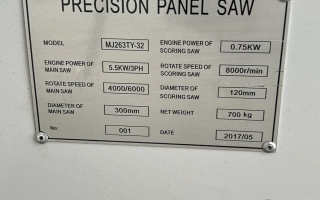 PRECISION PANEL SAW
MODEL MJ263TY-32
ENGINE POWER OF MAIN SAW 5.5KW/3PH
ROTATE SPEED OF MAIN SAW 4000/6000
DIAMETER OF MAIN SAW 300mm
No: 001
ENGINE POWER OF SCORING SAW 0.75KW
ROTATE SPEED OF SCORING SAW 8000r/min
DIAMETER OF SCORING SAW 120mm
NET WEIGHT 700 kg
DATE 2017/05